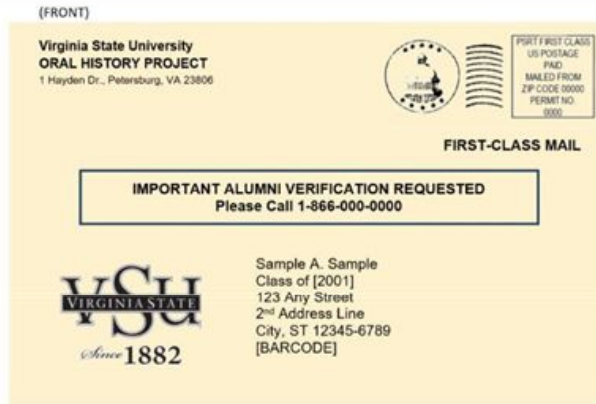 (FRONT)
Virginia State University
ORAL HISTORY PROJECT
1 Hayden Dr., Petersburg, VA 23806
PSRT FIRST CLASS
US POSTAGE
PAID
MAILED FROM
ZIP CODE 00000
PERMIT NO.
0000
FIRST-CLASS MAIL
IMPORTANT ALUMNI VERIFICATION REQUESTED
Please Call 1-866-000-0000
VSU
VIRGINIA STATE
Since 1882
Sample A. Sample
Class of [2001]
123 Any Street
2nd Address Line
City, ST 12345-6789
[BARCODE]